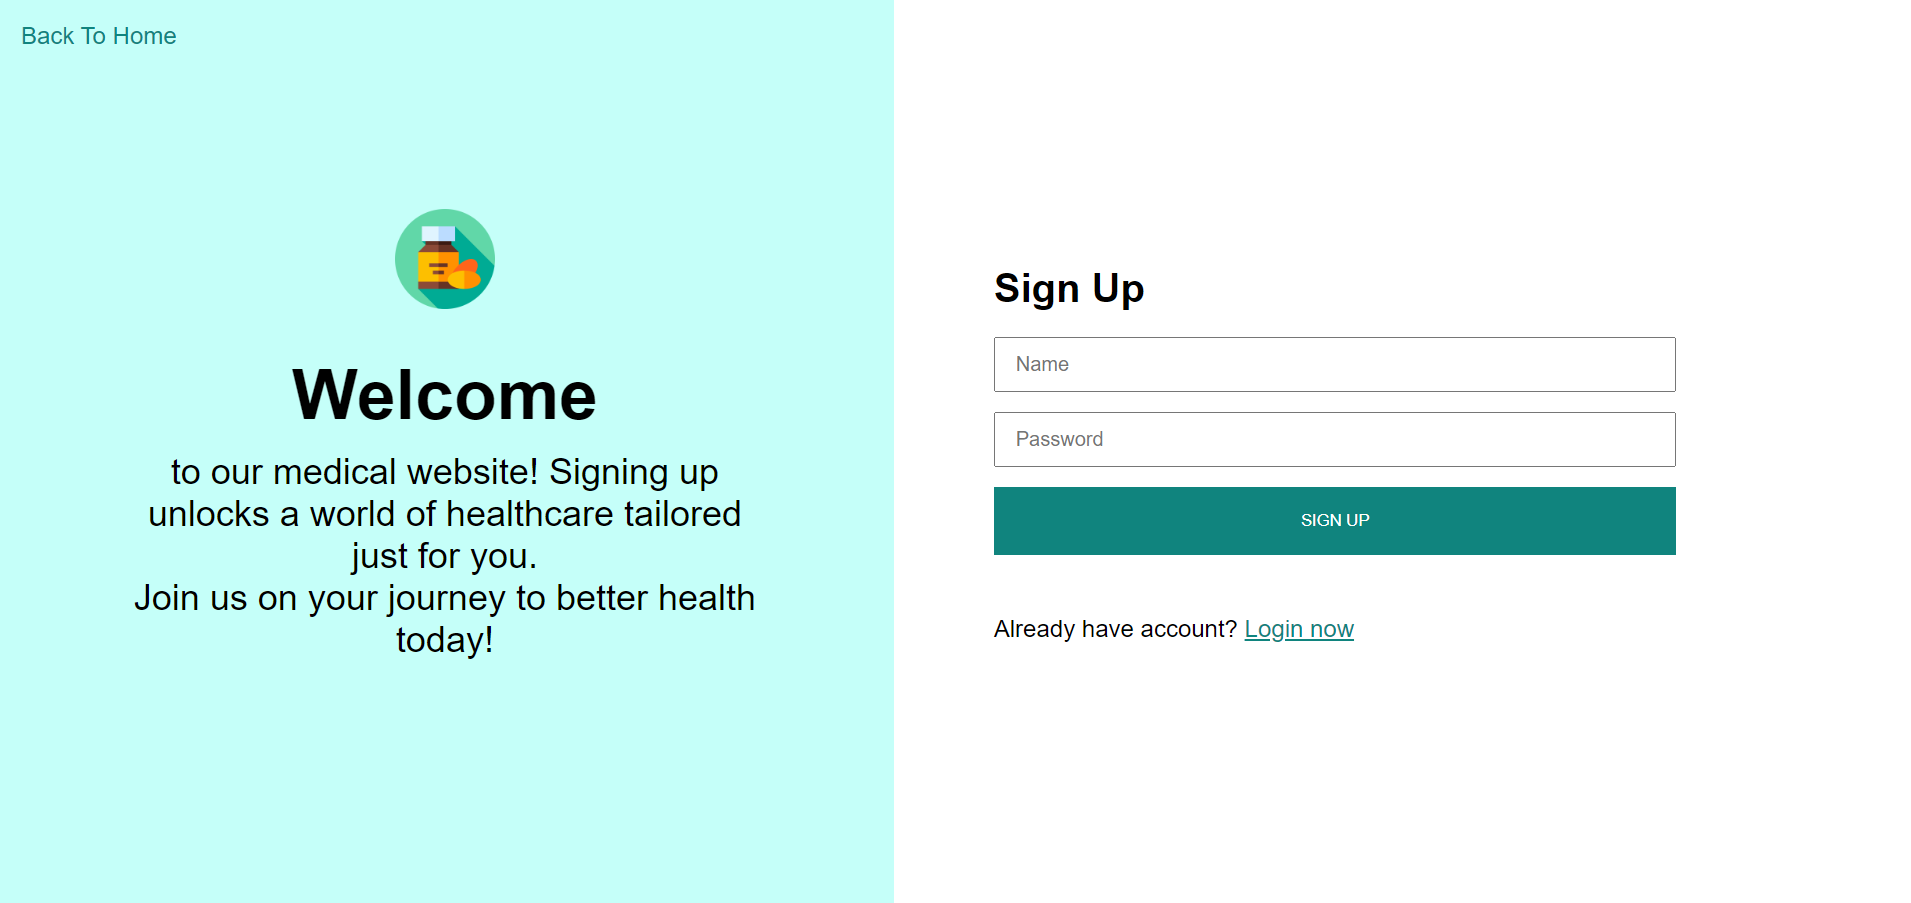 Back To Home
Welcome
to our medical website! Signing up
unlocks a world of healthcare tailored
just for you.
Join us on your journey to better health
today!
Sign Up
Name
Password
SIGN UP
Already have account? Login now